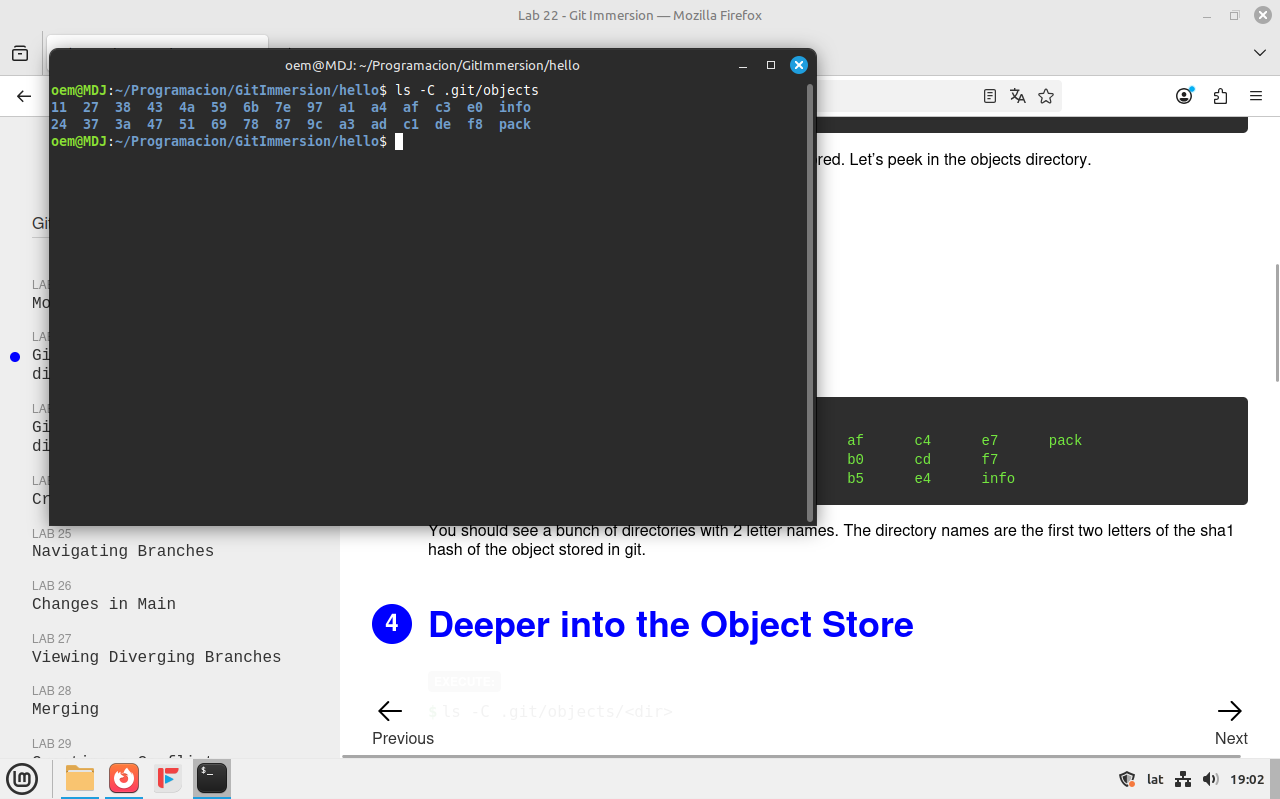 Lab 22 - Git Immersion — Mozilla Firefox
oem@MDJ: ~/Programacion/GitImmersion/hello
oem@MDJ:~/Programacion/GitImmersion/hello$ ls -C .git/objects
11 27 38 43 4a 59 6b 7e 97 a1 a4 af c3 e0 info
24 37 3a 47 51 69 78 87 9c a3 ad c1 de f8 pack
oem@MDJ:~/Programacion/GitImmersion/hello$
red. Let's peek in the objects directory.
Git
LAB
Mo
LAB
Gi
di
LAB
Gi
di
LAB
Cr
af c4 e7 pack
b0 cd f7
b5 e4 info
You should see a bunch of directories with 2 letter names. The directory names are the first two letters of the sha1
hash of the object stored in git.
LAB 25
Navigating Branches
LAB 26
Changes in Main
LAB 27
Viewing Diverging Branches
LAB 28
Merging
LAB 29
4 Deeper into the Object Store
EXECUTE:
$ ls -C .git/objects/<dir>
Previous
Next
lat
19:02